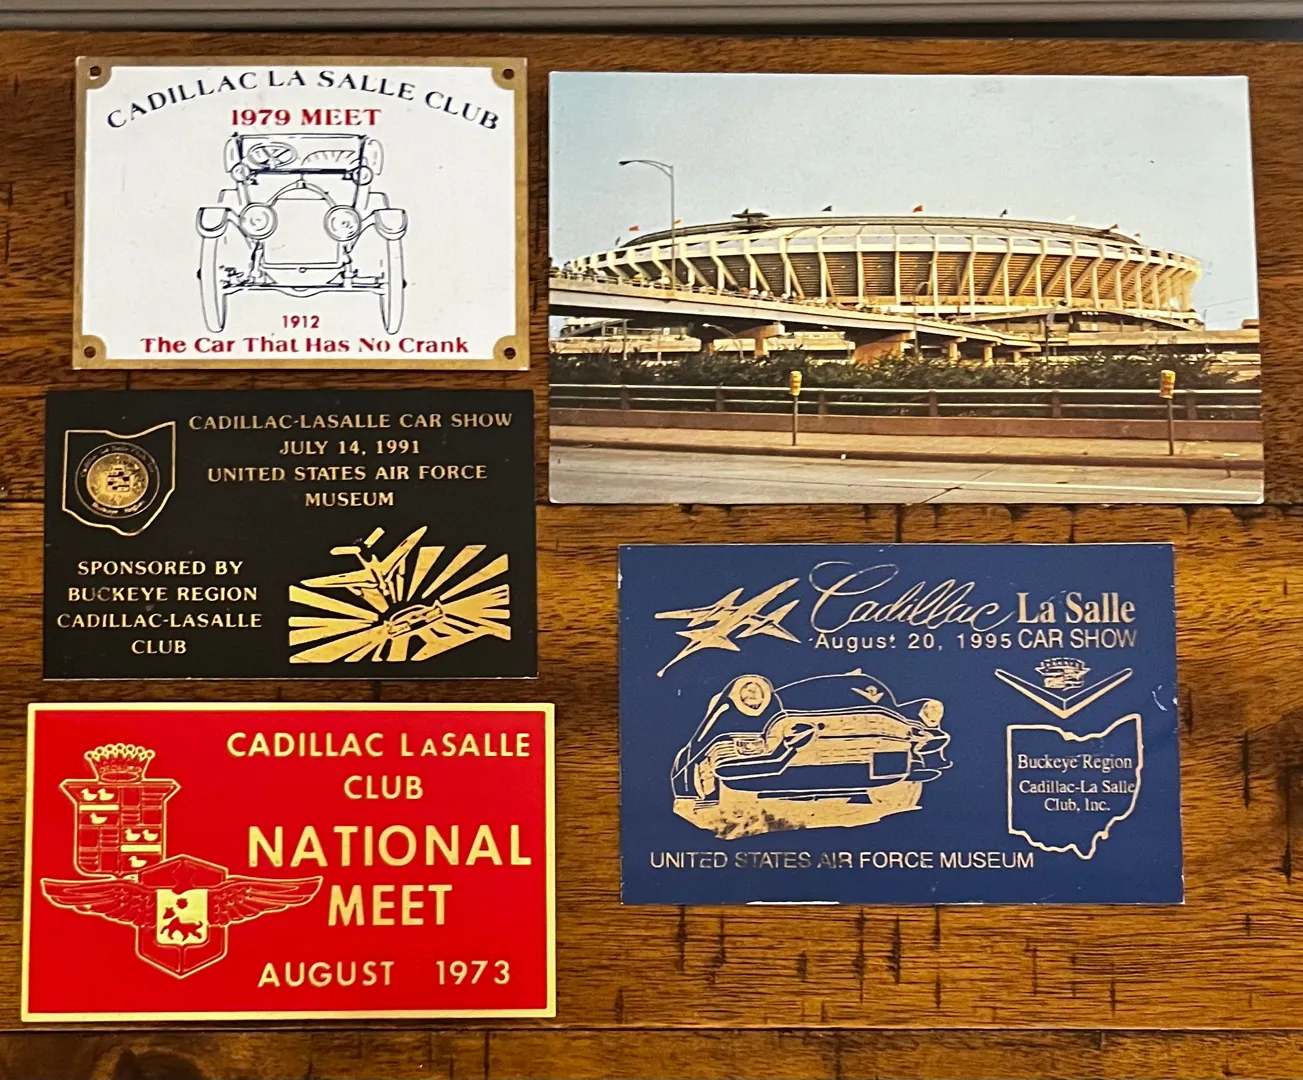 CADILLAC LA SALLE CLUB
1979 MEET
1912
The Car That Has No Crank
CADILLAC-LASALLE CAR SHOW
JULY 14, 1991
UNITED STATES AIR FORCE
MUSEUM
Buckeye Region
SPONSORED BY
BUCKEYE REGION
CADILLAC-LASALLE
CLUB
CADILLAC LASALLE
CLUB
NATIONAL
MEET
AUGUST 1973
Cadillac La Salle
August 20, 1995 CAR SHOW
Buckeye Region
Cadillac-La Salle
Club, Inc.
UNITED STATES AIR FORCE MUSEUM